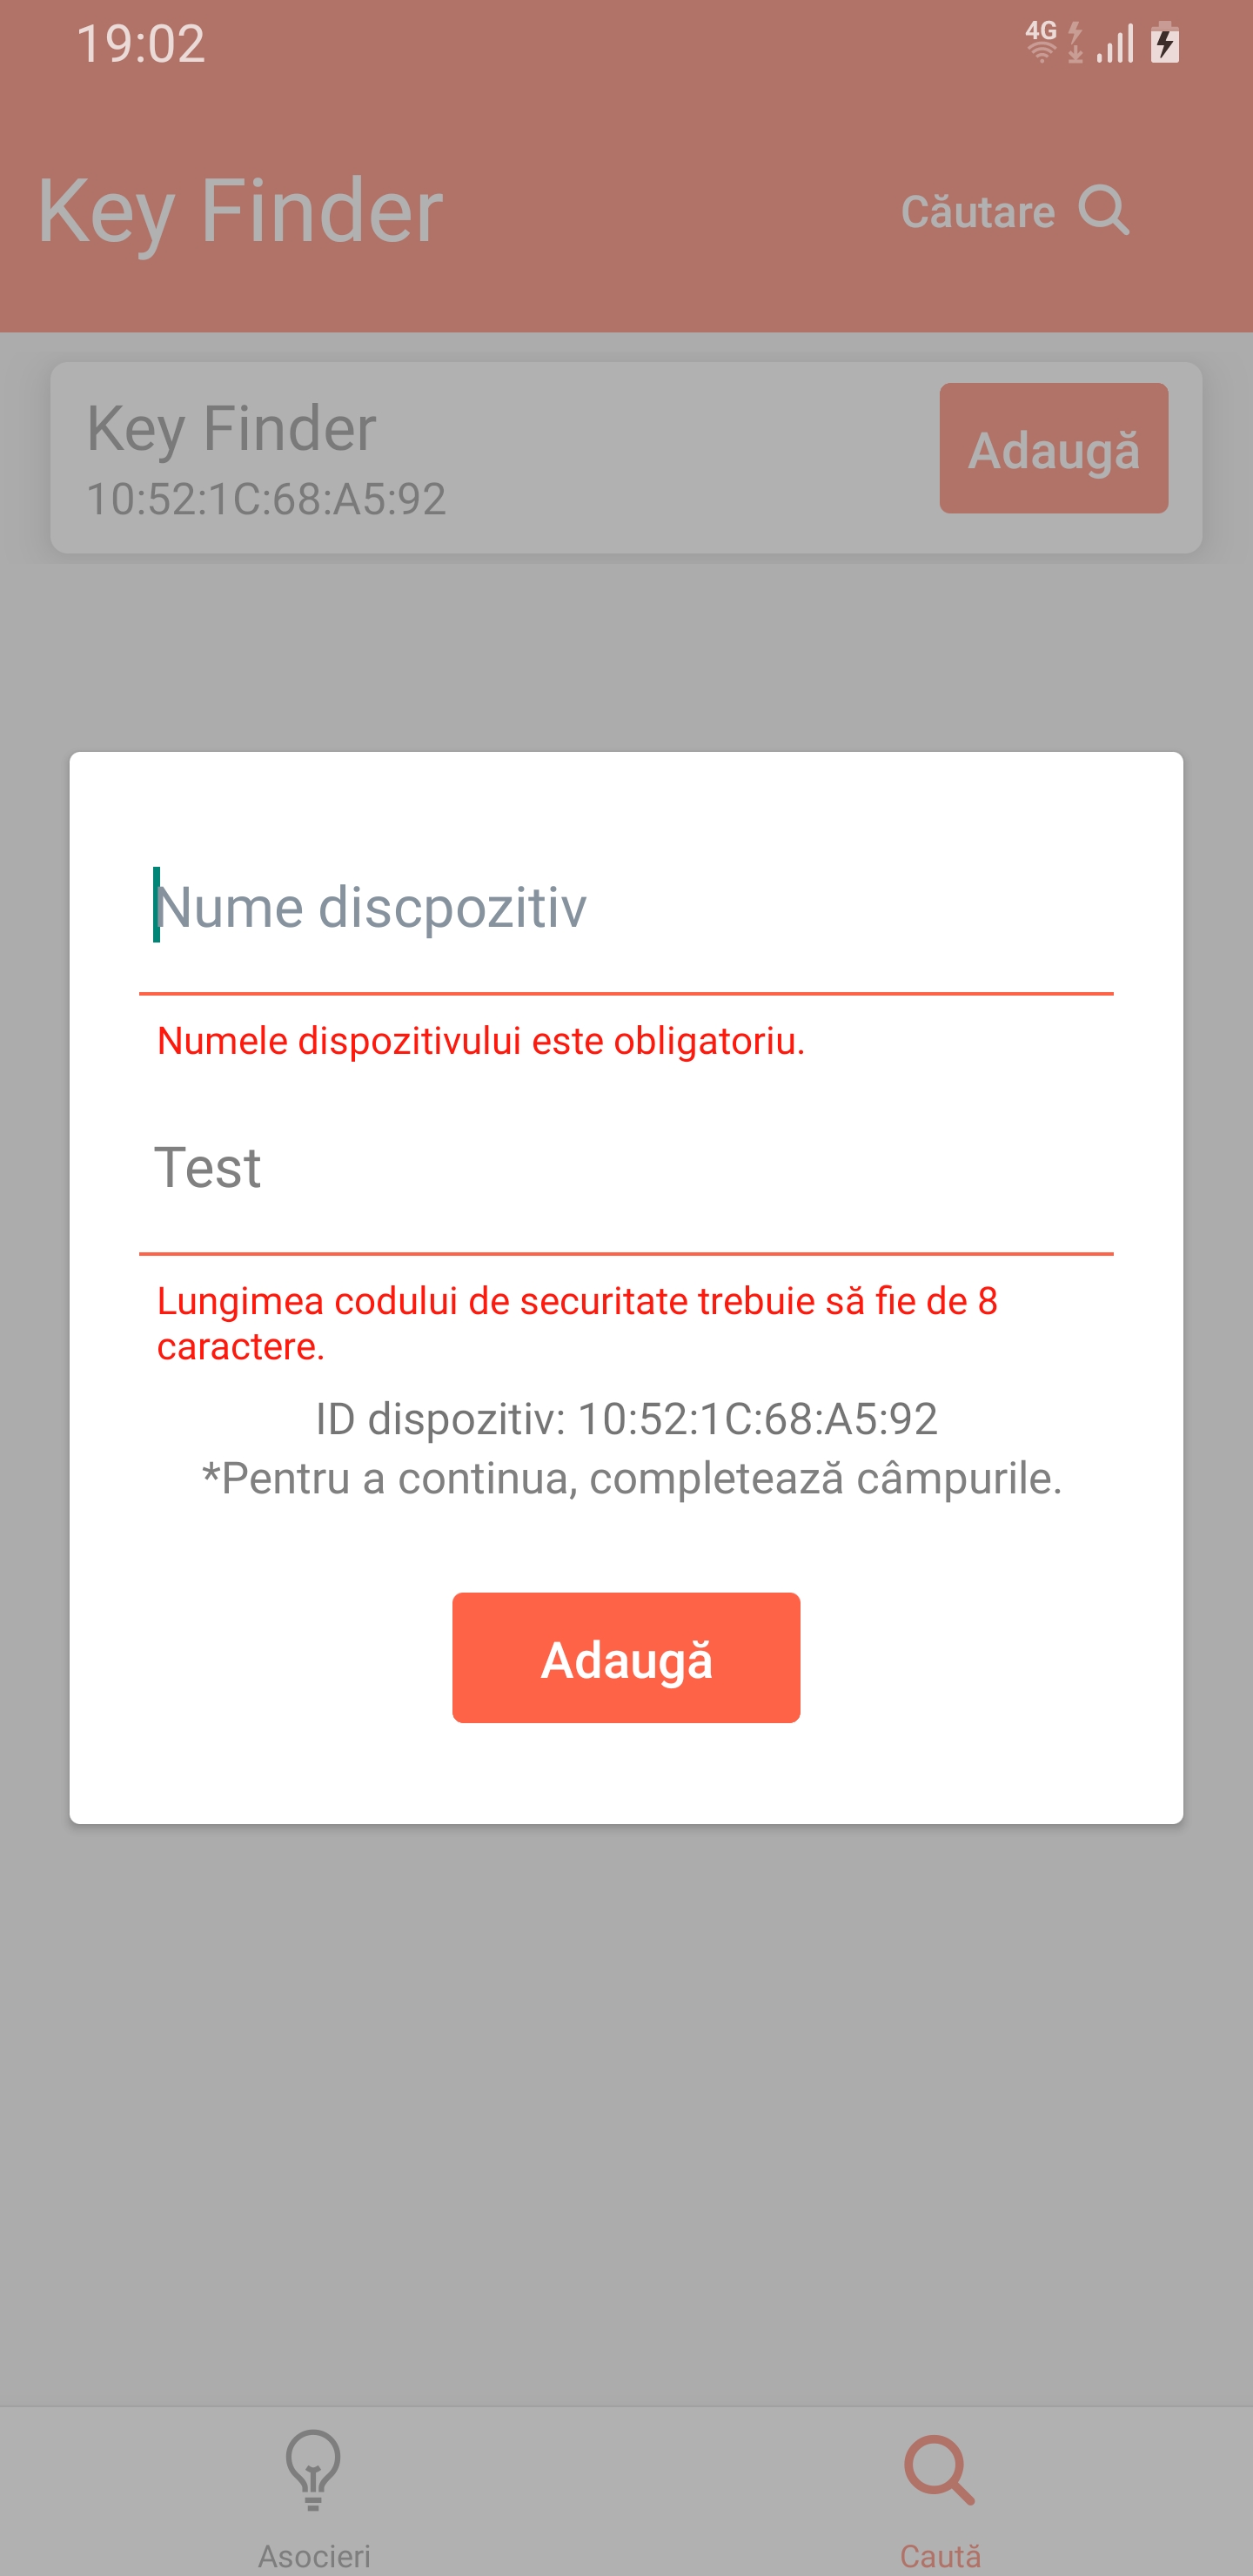 19:02
4G
Key Finder
Căutare
Key Finder
Adaugă
10:52:1C:68:A5:92
Nume discpozitiv
Numele dispozitivului este obligatoriu.
Test
Lungimea codului de securitate trebuie să fie de 8
caractere.
ID dispozitiv: 10:52:1C:68:A5:92
*Pentru a continua, completează câmpurile.
Adaugă
Asocieri
Caută